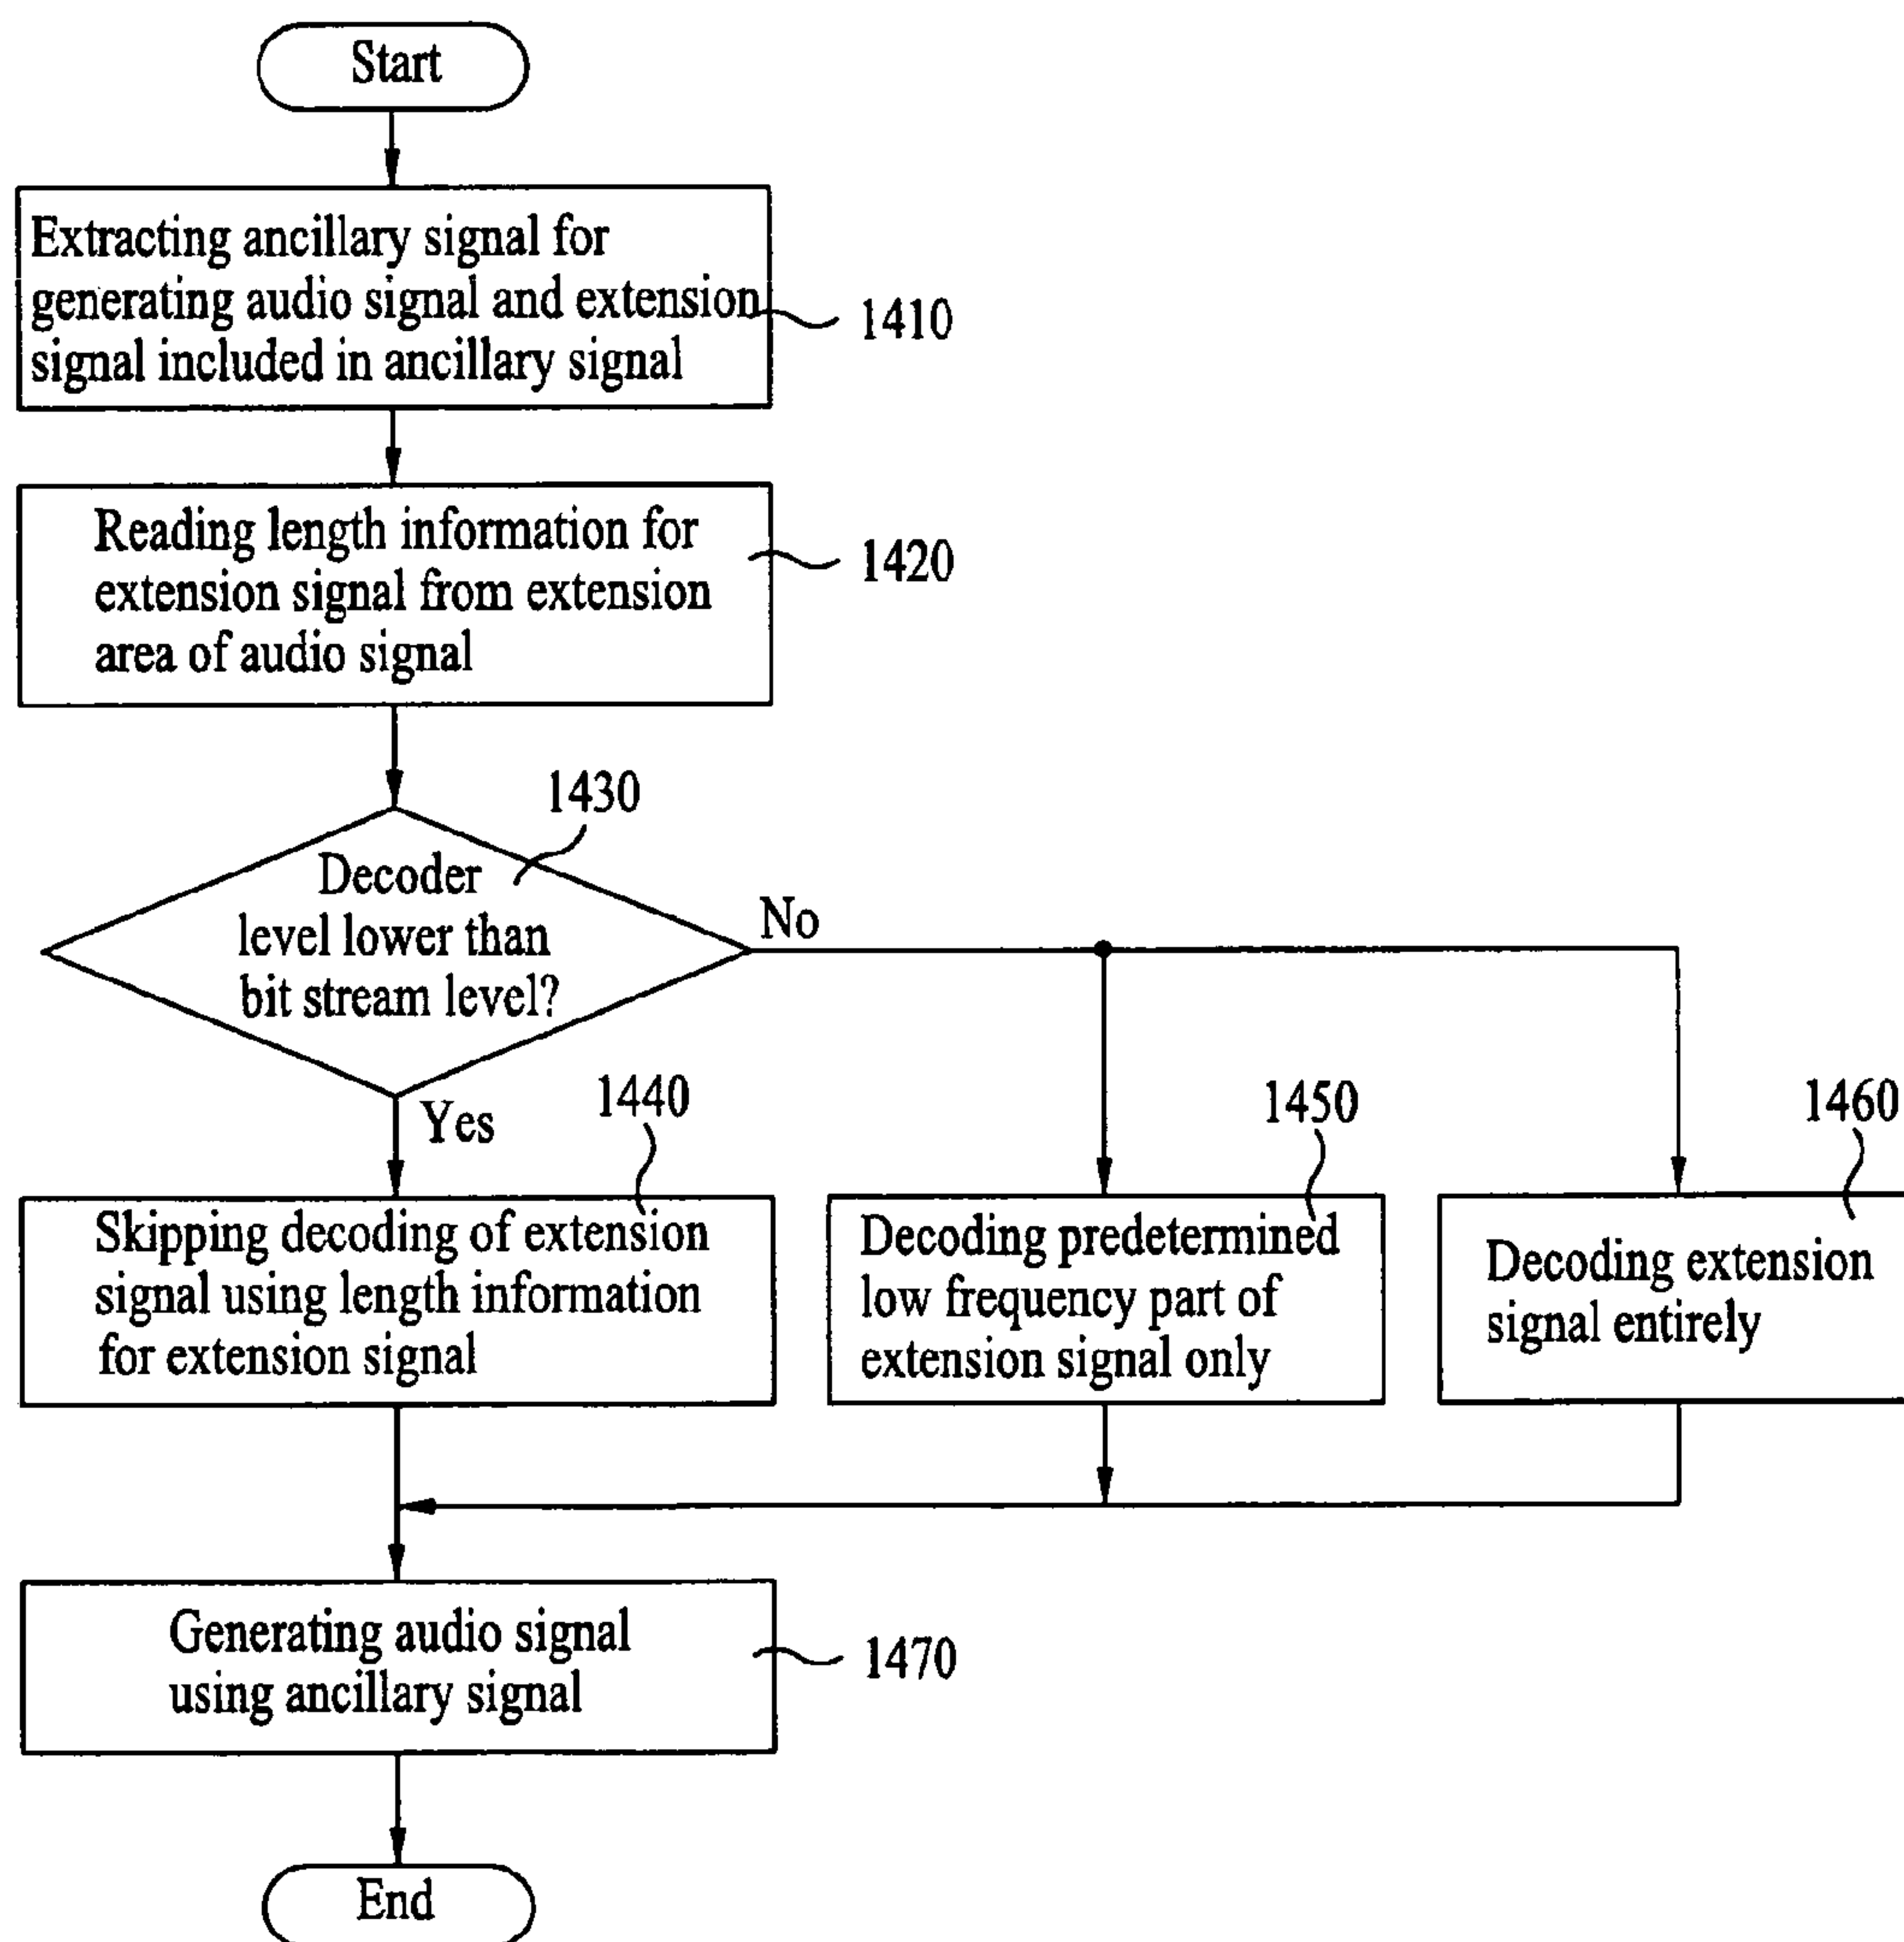 Start
Extracting ancillary signal for
generating audio signal and extension
signal included in ancillary signal
1410
Reading length information for
extension signal from extension
area of audio signal
1420
1430
Decoder
level lower than
bit stream level?
No
Yes
1440
Skipping decoding of extension
signal using length information
for extension signal
1450
Decoding predetermined
low frequency part of
extension signal only
1460
Decoding extension
signal entirely
Generating audio signal
using ancillary signal
1470
End